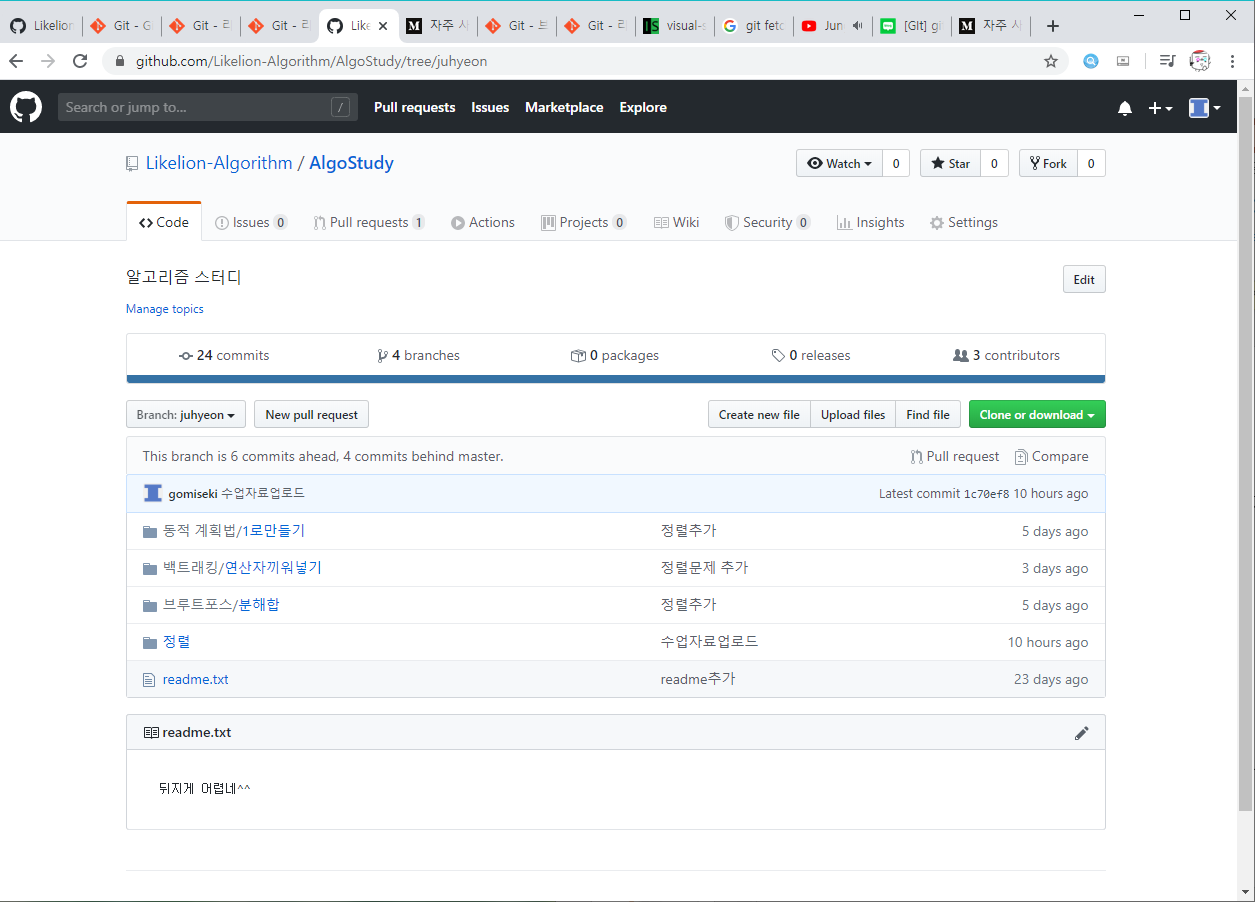 Likelion Git - G Git - 리 Git - 리 Like 자주 사 Git - 브 Git - 리 visual-s git fetc Jun [GIt] gi 자주 사
github.com/Likelion-Algorithm/AlgoStudy/tree/juhyeon
Search or jump to... / Pull requests Issues Marketplace Explore
Likelion-Algorithm / AlgoStudy Watch 0 Star 0 Fork 0
Code Issues 0 Pull requests 1 Actions Projects 0 Wiki Security 0 Insights Settings
알고리즘 스터디 Edit
Manage topics
24 commits 4 branches 0 packages 0 releases 3 contributors
Branch: juhyeon New pull request Create new file Upload files Find file Clone or download
This branch is 6 commits ahead, 4 commits behind master. Pull request Compare
gomiseki 수업자료업로드 Latest commit 1c70ef8 10 hours ago
동적 계획법/1로만들기 정렬추가 5 days ago
백트래킹/연산자끼워넣기 정렬문제 추가 3 days ago
브루트포스/분해합 정렬추가 5 days ago
정렬 수업자료업로드 10 hours ago
readme.txt readme추가 23 days ago
readme.txt
뒤지게 어렵네^^